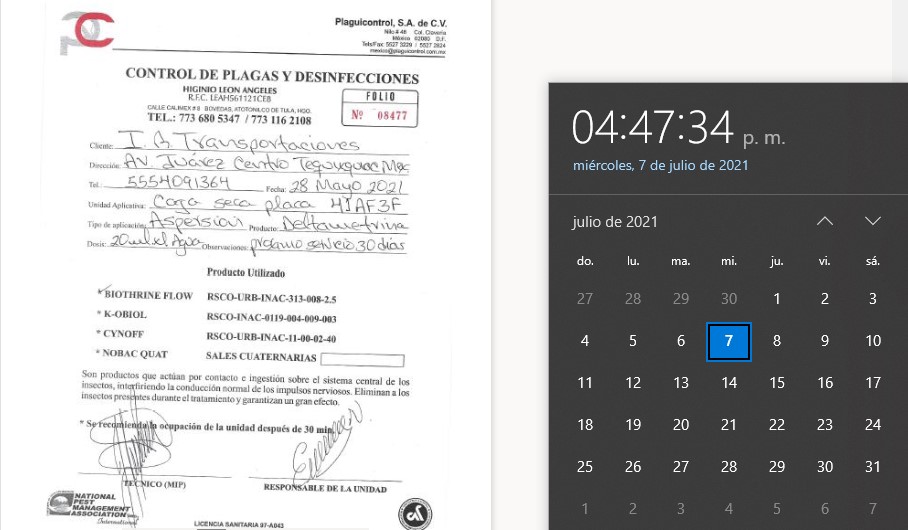 PC
Plaguicontrol, S.A. de C.V.
Nilo # 48 Col. Clavería
México 02080 D.F.
Tels/Fax: 5527 3229 / 5527 2824
mexico@plaguicontrol.com.mx
CONTROL DE PLAGAS Y DESINFECCIONES
HIGINIO LEON ANGELES
R.F.C. LEAH561121CE8
CALLE CALIMEX # 8 BOVEDAS, ATOTONILCO DE TULA, HGO.
TEL.: 773 680 5347 / 773 116 2108
FOLIO
Nº 08477
Cliente: I.R. Transportaciones
Dirección: AV. Juárez Centro Tequixquiac Mex
Tel.: 5554091364 Fecha: 28 Mayo 2021
Unidad Aplicativa: Caja seca placa 41AF3F
Tipo de aplicación: Aspersión Producto: Deltametrina
Dosis: 20ml.xl.Agua Observaciones: próximo servicio 30 días
Producto Utilizado
* BIOTHRINE FLOW RSCO-URB-INAC-313-008-2.5
* K-OBIOL RSCO-INAC-0119-004-009-003
* CYNOFF RSCO-URB-INAC-11-00-02-40
* NOBAC QUAT SALES CUATERNARIAS
Son productos que actúan por contacto e ingestión sobre el sistema central de los
insectos, interfiriendo la conducción normal de los impulsos nerviosos. Eliminan a los
insectos presentes durante el tratamiento y garantizan un gran efecto.
* Se recomienda la ocupación de la unidad después de 30 min.
TECNICO (MIP)
RESPONSABLE DE LA UNIDAD
NATIONAL
PEST
MANAGEMENT
ASSOCIATION
International
LICENCIA SANITARIA 97-A043
04:47:34 p. m.
miércoles, 7 de julio de 2021
julio de 2021
do. lu. ma. mi. ju. vi. sá.
27 28 29 30 1 2 3
4 5 6 7 8 9 10
11 12 13 14 15 16 17
18 19 20 21 22 23 24
25 26 27 28 29 30 31
1 2 3 4 5 6 7